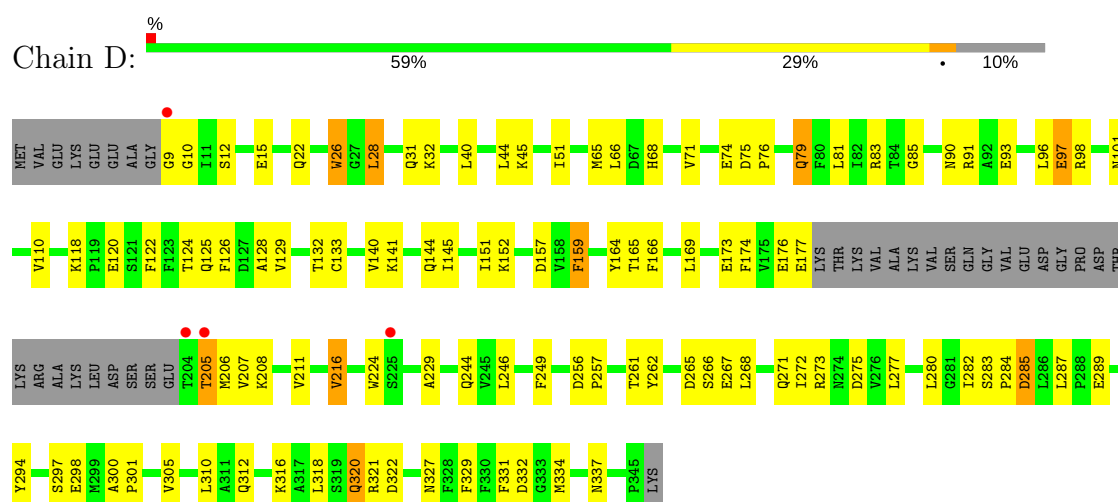 %
Chain D:
59% 29% • 10%
MET VAL GLU LYS GLU GLU ALA GLY G9 G10 I11 S12 E15 Q22 W26 G27 L28 Q31 K32 L40 L44 K45 I51 M65 L66 D67 H68 V71 E74 D75 P76 Q79 F80 L81 I82 R83 T84 G85 N90 R91 A92 E93 L96 E97 R98 N101
V110 K118 P119 E120 S121 F122 F123 T124 Q125 F126 D127 A128 V129 T132 C133 V140 K141 Q144 I145 I151 K152 D157 V158 F159 Y164 T165 F166 L169 E173 F174 V175 E176 E177 LYS THR LYS VAL ALA LYS VAL SER GLN GLY VAL GLU ASP GLY PRO ASP THR
LYS ARG ALA LYS LEU ASP SER SER GLU T204 T205 M206 V207 K208 V211 V216 W224 S225 A229 Q244 V245 L246 F249 D256 P257 T261 Y262 D265 S266 E267 L268 Q271 I272 R273 N274 D275 V276 L277 L280 G281 I282 S283 P284 D285 L286 L287 P288 E289
Y294 S297 E298 M299 A300 P301 V305 L310 A311 Q312 K316 A317 L318 S319 Q320 R321 D322 N327 F328 F329 F330 F331 D332 G333 M334 N337 P345 LYS